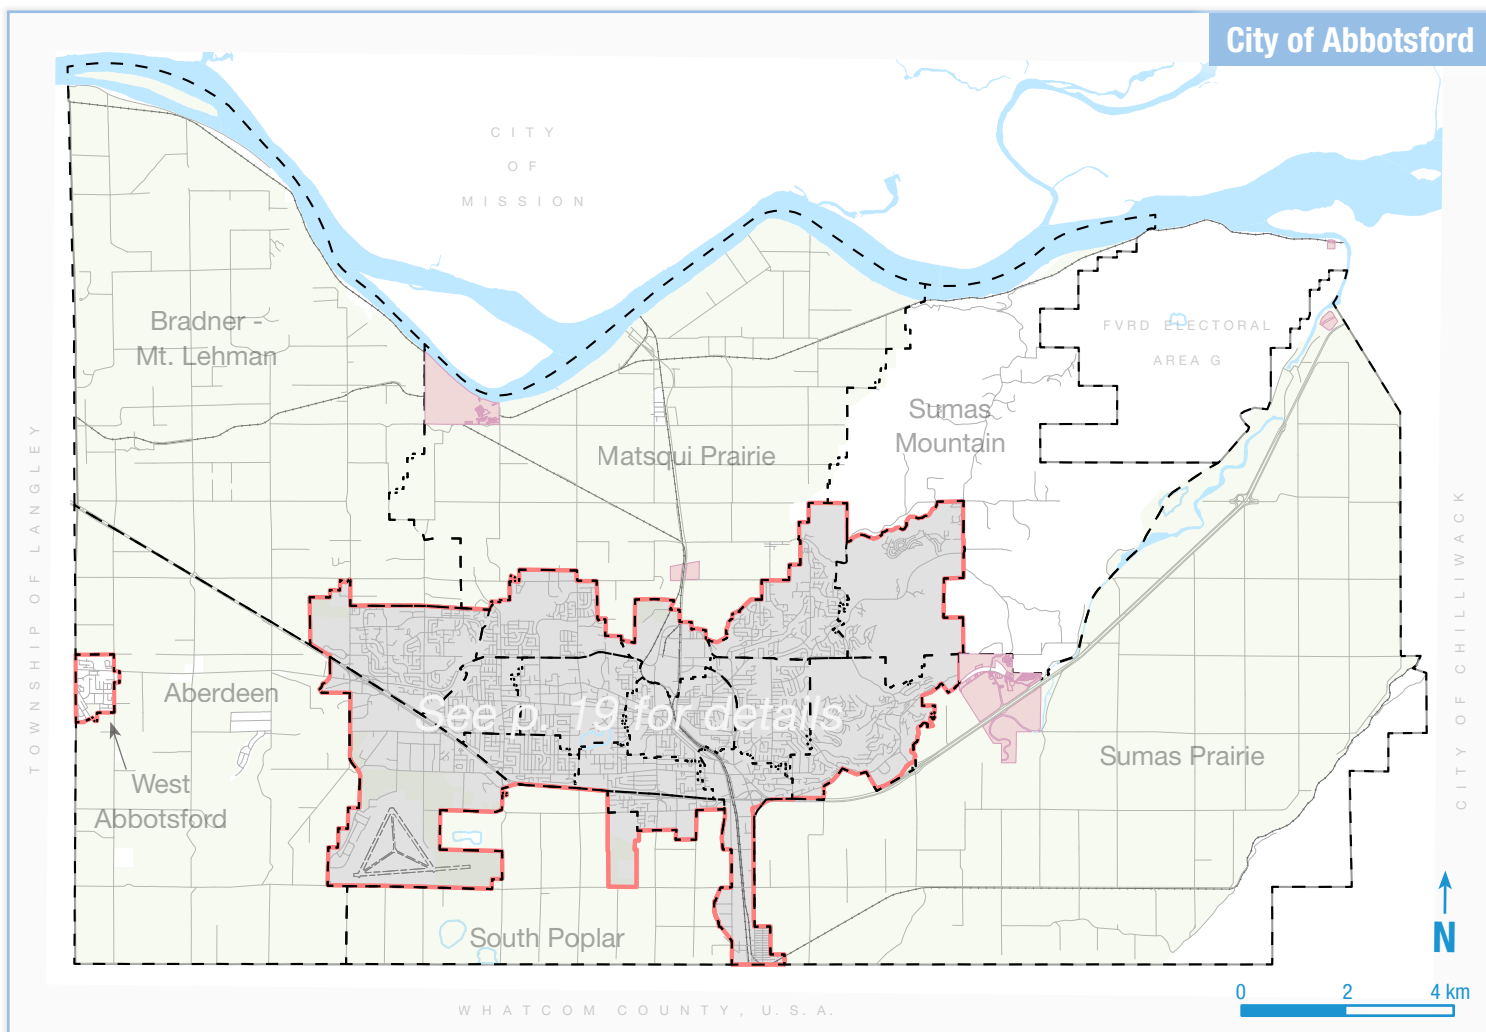 City of Abbotsford
CITY
OF
MISSION
Bradner -
Mt. Lehman
FVRD ELECTORAL
AREA G
Sumas
Mountain
Matsqui Prairie
TOWNSHIP OF LANGLEY
CITY OF CHILLIWACK
Aberdeen
See p. 19 for details
West
Abbotsford
Sumas Prairie
South Poplar
N
0 2 4 km
WHATCOM COUNTY, U.S.A.